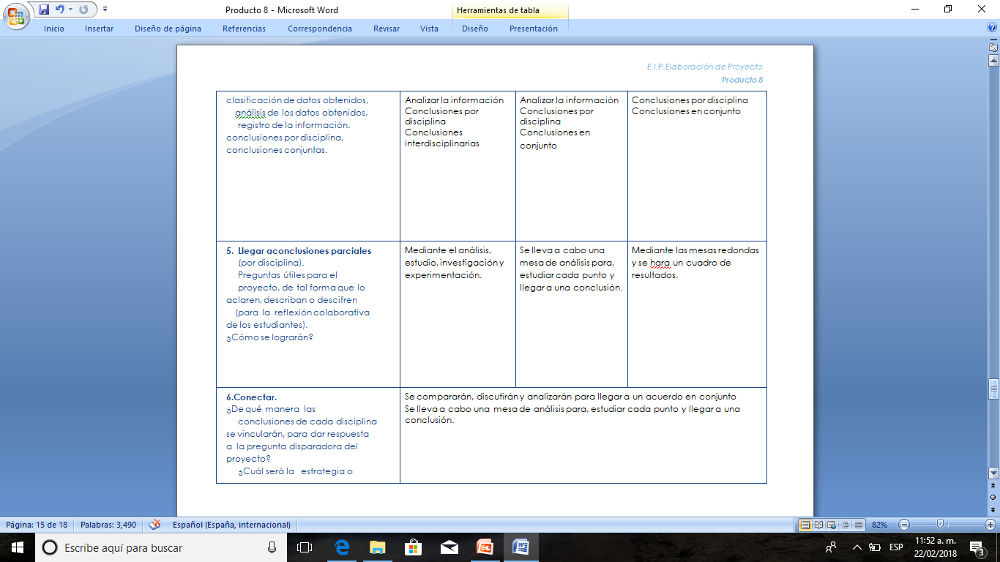 Producto 8 - Microsoft Word
Herramientas de tabla
Inicio Insertar Diseño de página Referencias Correspondencia Revisar Vista Diseño Presentación
E.I.P.Elaboración de Proyecto
Producto 8
clasificación de datos obtenidos,
análisis de los datos obtenidos,
registro de la información.
conclusiones por disciplina,
conclusiones conjuntas.
Analizar la información
Conclusiones por
disciplina
Conclusiones
interdisciplinarias
Analizar la información
Conclusiones por
disciplina
Conclusiones en
conjunto
Conclusiones por disciplina
Conclusiones en conjunto
5. Llegar aconclusiones parciales
(por disciplina).
Preguntas útiles para el
proyecto, de tal forma que lo
aclaren, describan o descifren
(para la reflexión colaborativa
de los estudiantes).
¿Cómo se lograrán?
Mediante el análisis,
estudio, investigación y
experimentación.
Se lleva a cabo una
mesa de análisis para,
estudiar cada punto y
llegar a una conclusión.
Mediante las mesas redondas
y se hara un cuadro de
resultados.
6.Conectar.
¿De qué manera las
conclusiones de cada disciplina
se vincularán, para dar respuesta
a la pregunta disparadora del
proyecto?
¿Cuál será la estrategia o
Se compararán, discutirán y analizarán para llegar a un acuerdo en conjunto
Se lleva a cabo una mesa de análisis para, estudiar cada punto y llegar a una
conclusión.
Página: 15 de 18 Palabras: 3,490 Español (España, internacional) 82%
Escribe aquí para buscar
ESP
11:52 a. m.
22/02/2018
3